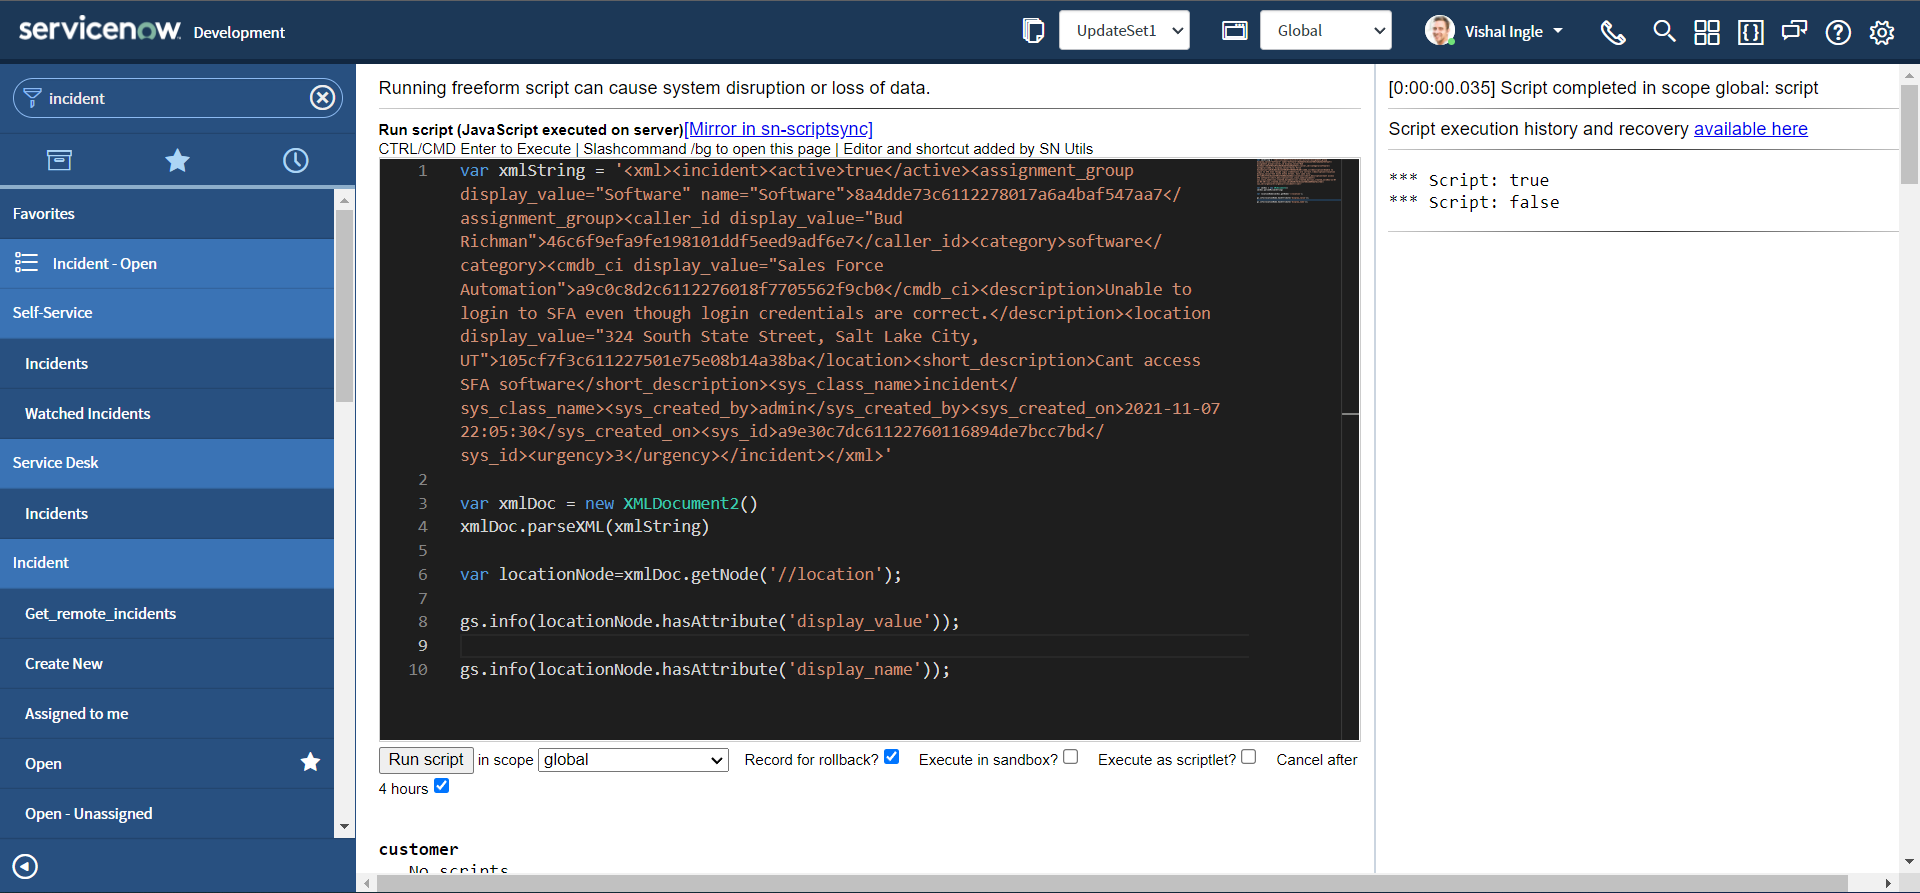 servicenow. Development
UpdateSet1
Global
Vishal Ingle
incident
Favorites
Incident - Open
Self-Service
Incidents
Watched Incidents
Service Desk
Incidents
Incident
Get_remote_incidents
Create New
Assigned to me
Open
Open - Unassigned
Running freeform script can cause system disruption or loss of data.
Run script (JavaScript executed on server)[Mirror in sn-scriptsync]
CTRL/CMD Enter to Execute | Slashcommand /bg to open this page | Editor and shortcut added by SN Utils
1 var xmlString = '<xml><incident><active>true</active><assignment_group
display_value="Software" name="Software">8a4dde73c6112278017a6a4baf547aa7</
assignment_group><caller_id display_value="Bud
Richman">46c6f9efa9fe198101ddf5eed9adf6e7</caller_id><category>software</
category><cmdb_ci display_value="Sales Force
Automation">a9c0c8d2c6112276018f7705562f9cb0</cmdb_ci><description>Unable to
login to SFA even though login credentials are correct.</description><location
display_value="324 South State Street, Salt Lake City,
UT">105cf7f3c611227501e75e08b14a38ba</location><short_description>Cant access
SFA software</short_description><sys_class_name>incident</
sys_class_name><sys_created_by>admin</sys_created_by><sys_created_on>2021-11-07
22:05:30</sys_created_on><sys_id>a9e30c7dc61122760116894de7bcc7bd</
sys_id><urgency>3</urgency></incident></xml>'
2
3 var xmlDoc = new XMLDocument2()
4 xmlDoc.parseXML(xmlString)
5
6 var locationNode=xmlDoc.getNode('//location');
7
8 gs.info(locationNode.hasAttribute('display_value'));
9
10 gs.info(locationNode.hasAttribute('display_name'));
Run script in scope global Record for rollback? Execute in sandbox? Execute as scriptlet? Cancel after
4 hours
customer
No scripts
[0:00:00.035] Script completed in scope global: script
Script execution history and recovery available here
*** Script: true
*** Script: false